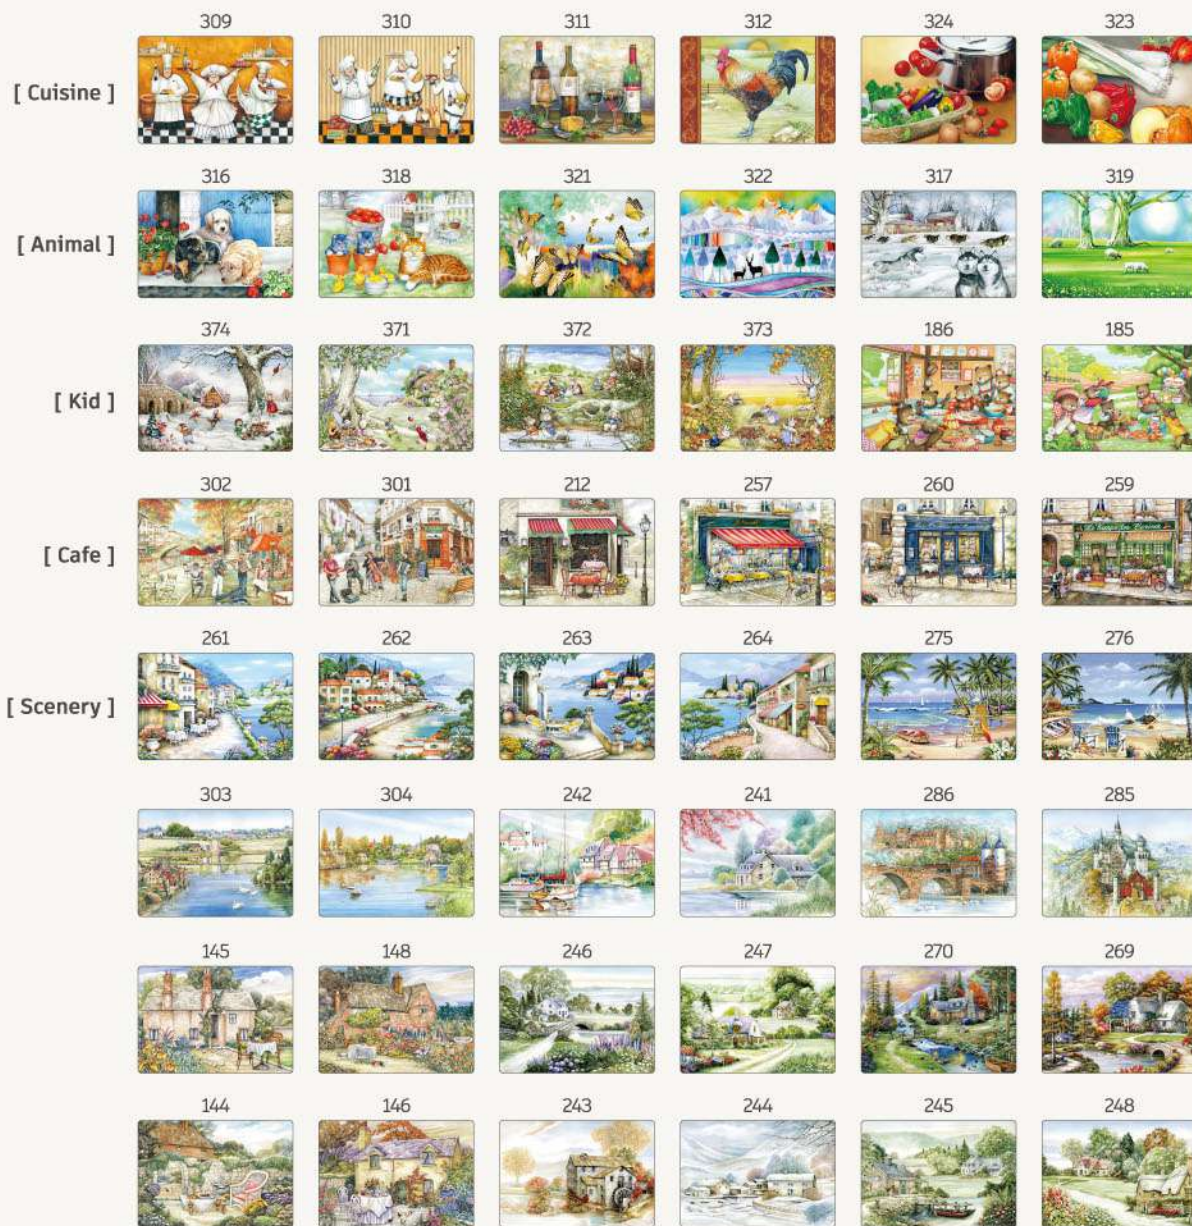 309 310 311 312 324 323
[ Cuisine ]
316 318 321 322 317 319
[ Animal ]
374 371 372 373 186 185
[ Kid ]
302 301 212 257 260 259
[ Cafe ]
261 262 263 264 275 276
[ Scenery ]
303 304 242 241 286 285
145 148 246 247 270 269
144 146 243 244 245 248